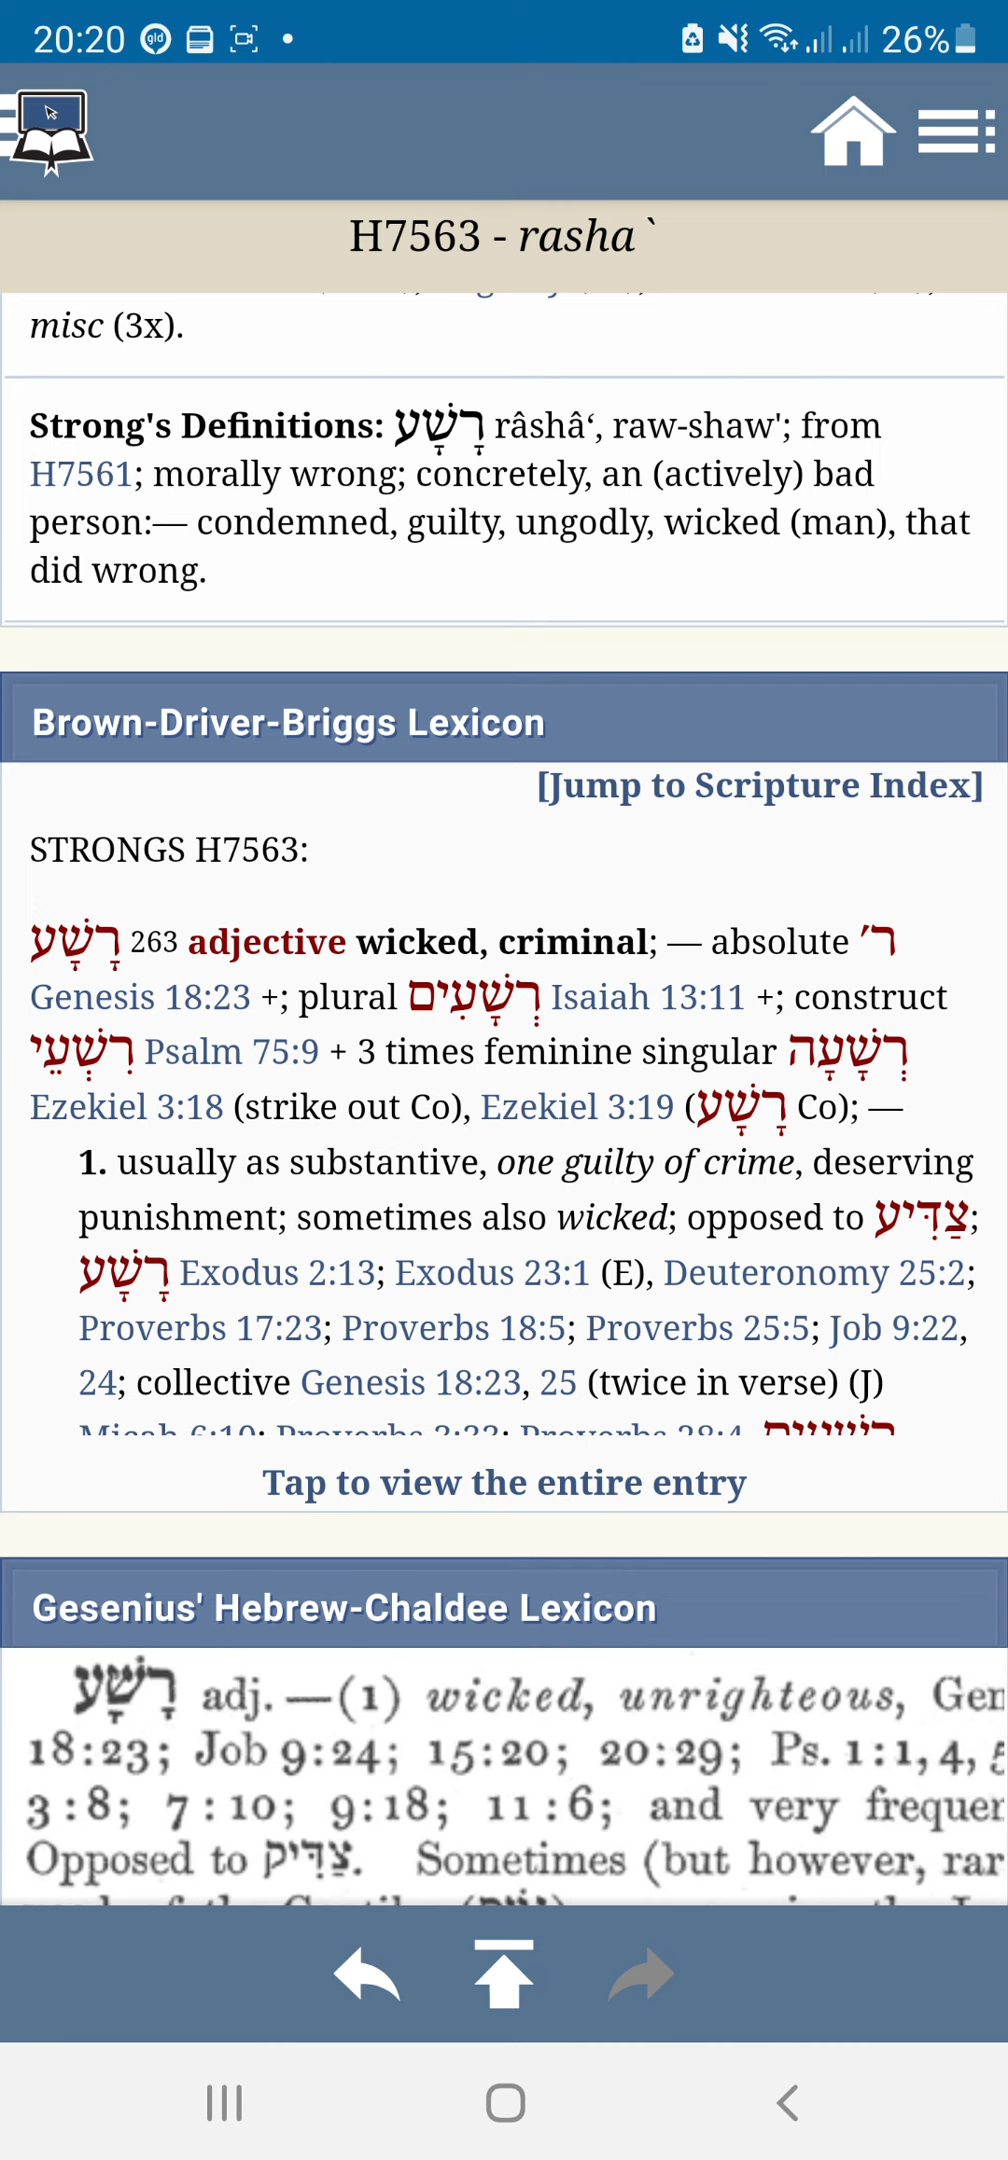 20:20 gld 26%
H7563 - rasha `
misc (3x).
Strong's Definitions: רָשָׁע râshâʻ, raw-shaw'; from
H7561; morally wrong; concretely, an (actively) bad
person:— condemned, guilty, ungodly, wicked (man), that
did wrong.
Brown-Driver-Briggs Lexicon
[Jump to Scripture Index]
STRONGS H7563:
רָשָׁע 263 adjective wicked, criminal; — absolute ר׳
Genesis 18:23 +; plural רְשָׁעִים Isaiah 13:11 +; construct
רִשְׁעֵי Psalm 75:9 + 3 times feminine singular רְשָׁעָה
Ezekiel 3:18 (strike out Co), Ezekiel 3:19 (רָשָׁע Co); —
1. usually as substantive, one guilty of crime, deserving
punishment; sometimes also wicked; opposed to צַדִּיע;
רָשָׁע Exodus 2:13; Exodus 23:1 (E), Deuteronomy 25:2;
Proverbs 17:23; Proverbs 18:5; Proverbs 25:5; Job 9:22,
24; collective Genesis 18:23, 25 (twice in verse) (J)
Tap to view the entire entry
Gesenius' Hebrew-Chaldee Lexicon
רָשָׁע adj. —(1) wicked, unrighteous, Gen
18:23; Job 9:24; 15:20; 20:29; Ps. 1:1, 4,
3:8; 7:10; 9:18; 11:6; and very frequen
Opposed to צַדִּיק. Sometimes (but however, rar